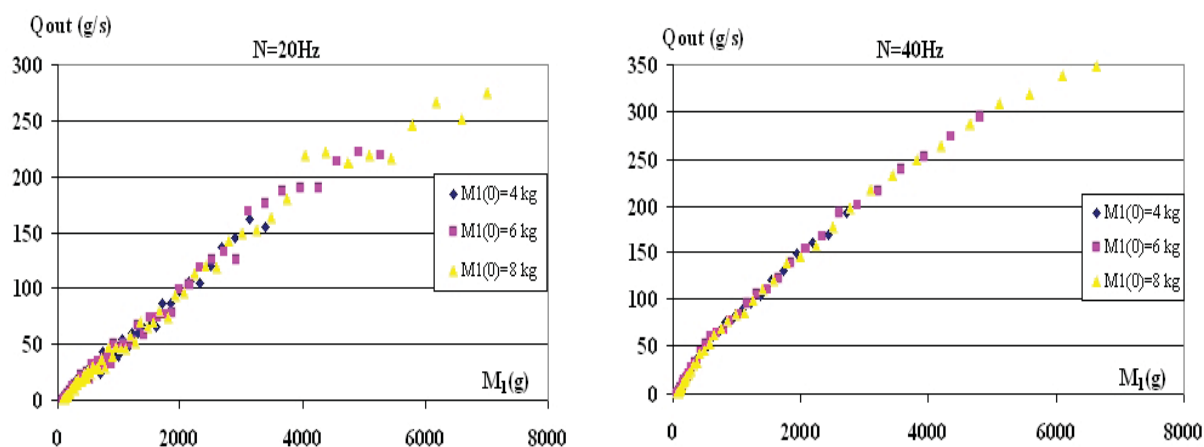 Qout (g/s)
N=20Hz
300
250
200
150
100
50
0
0 2000 4000 6000 8000
M1(g)
M1(0)=4 kg
M1(0)=6 kg
M1(0)=8 kg
Qout (g/s)
N=40Hz
350
300
250
200
150
100
50
0
0 2000 4000 6000 8000
M1(g)
M1(0)=4 kg
M1(0)=6 kg
M1(0)=8 kg